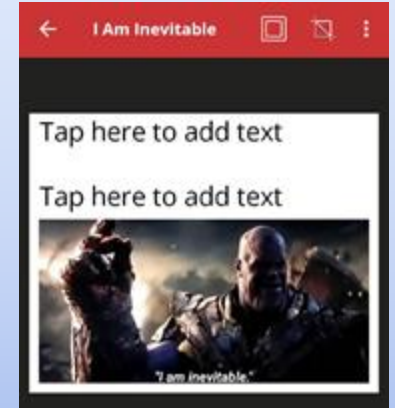 I Am Inevitable
Tap here to add text
Tap here to add text
"I am inevitable."